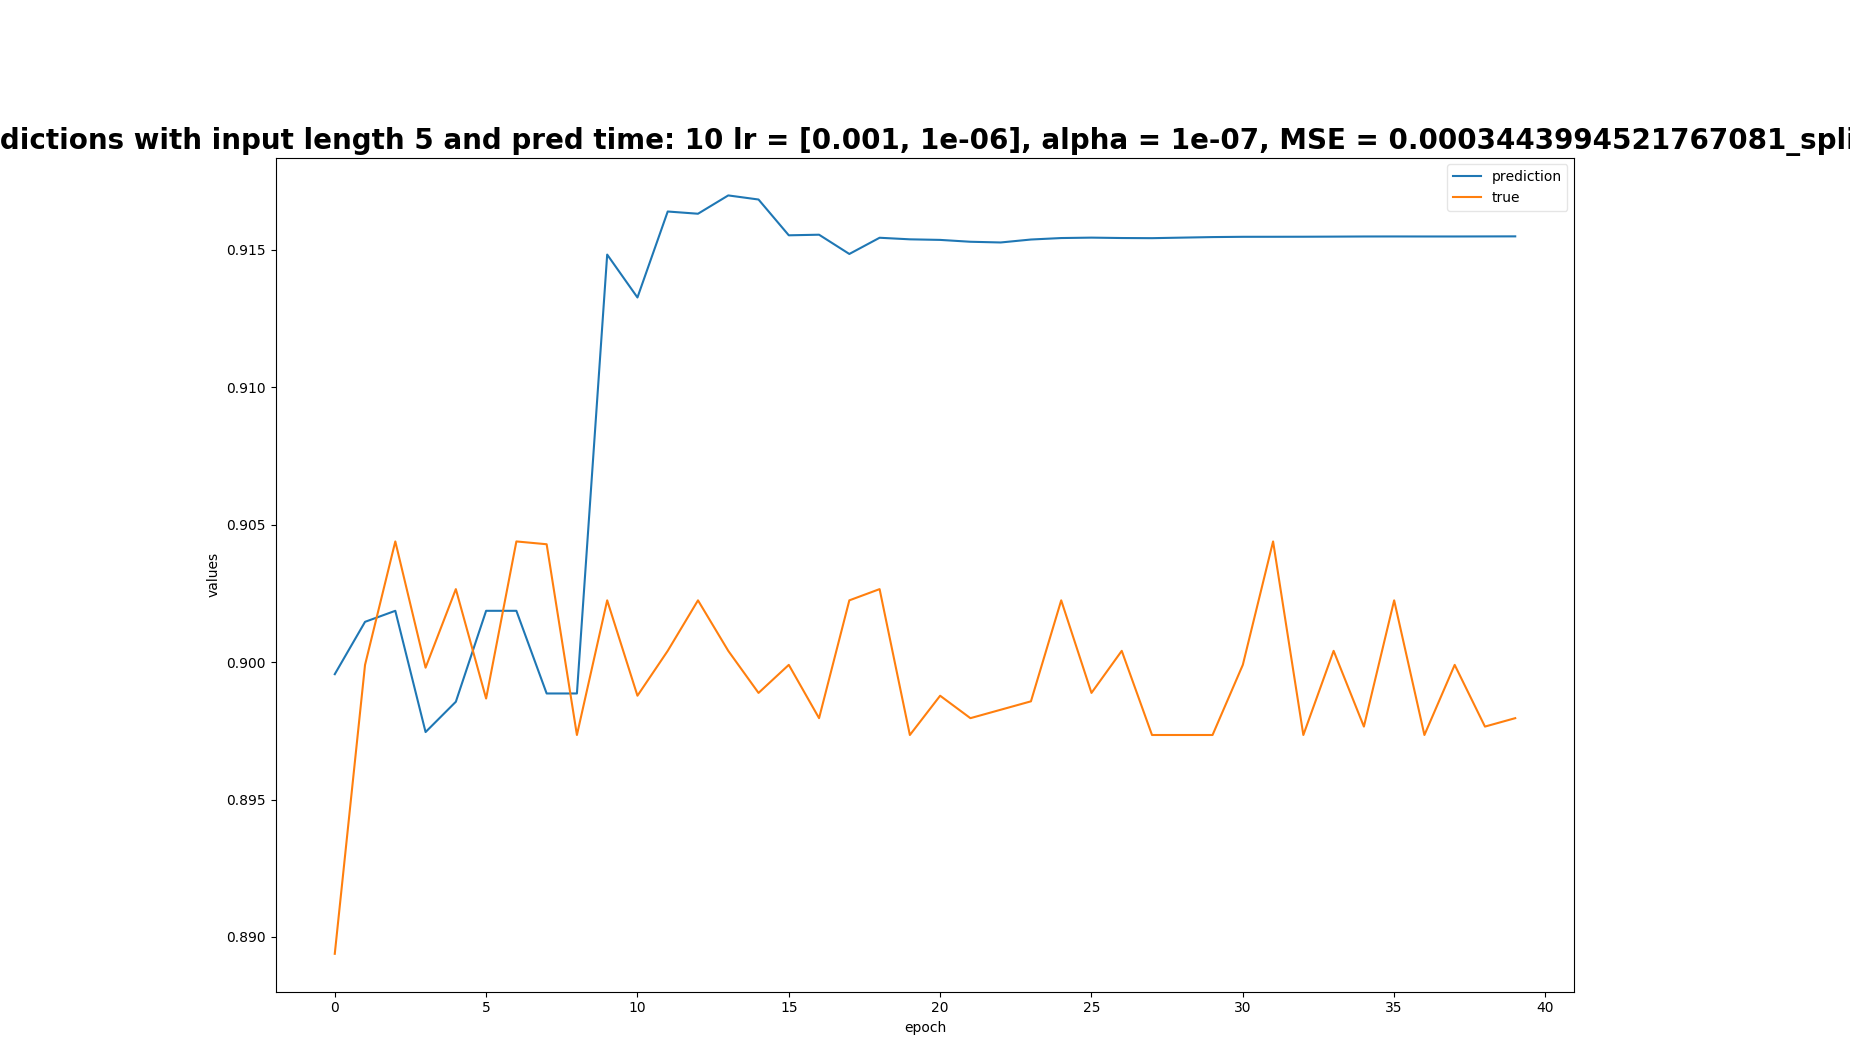 dictions with input length 5 and pred time: 10 lr = [0.001, 1e-06], alpha = 1e-07, MSE = 0.0003443994521767081_spli
prediction
true
0.915
0.910
0.905
0.900
0.895
0.890
values
0 5 10 15 20 25 30 35 40
epoch